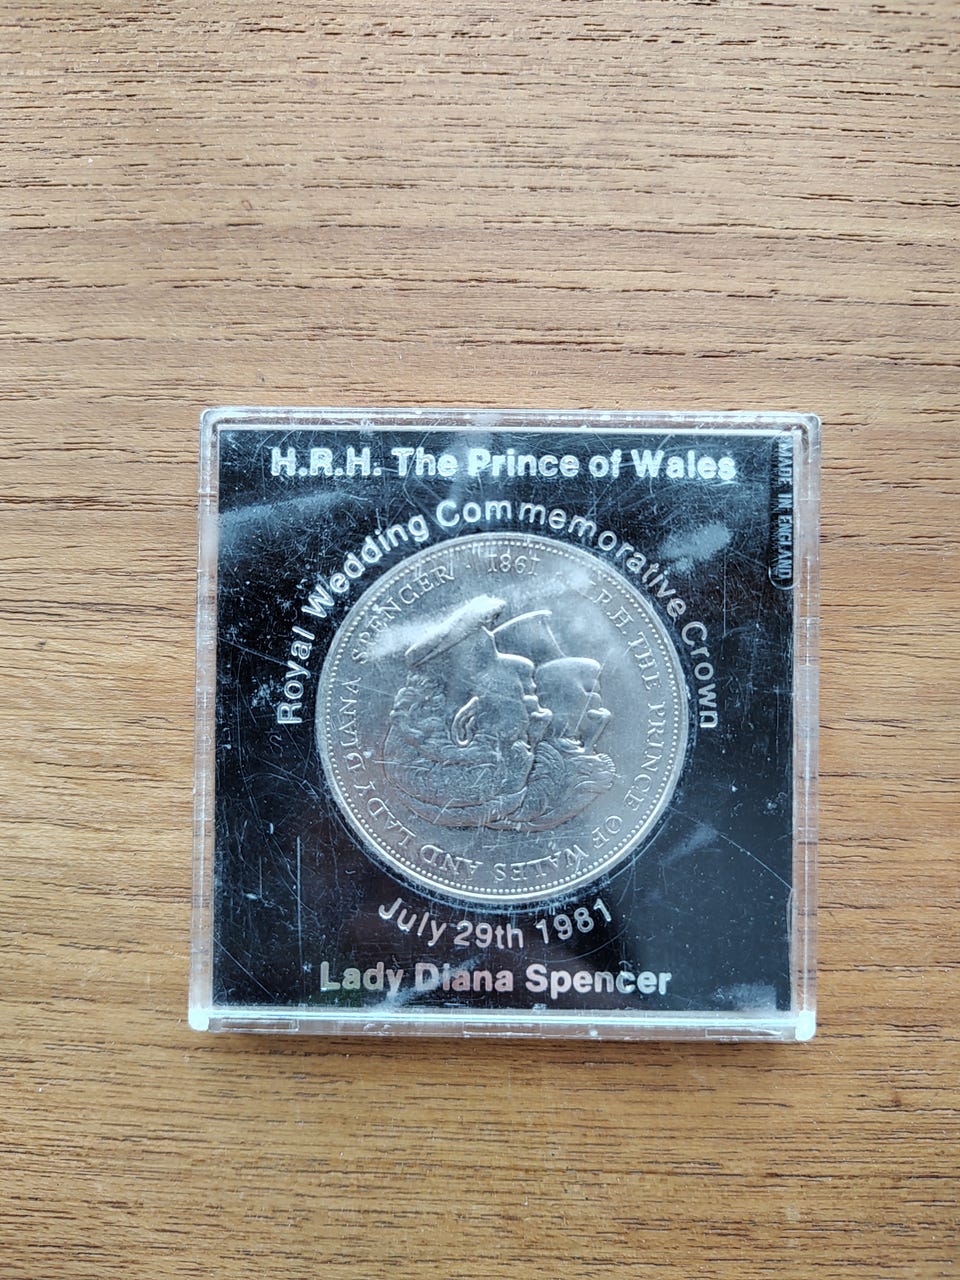 H.R.H. The Prince of Wales
Royal Wedding Commemorative Crown
MADE IN ENGLAND
H.R.H. THE PRINCE OF WALES AND LADY DIANA SPENCER · 1981
July 29th 1981
Lady Diana Spencer